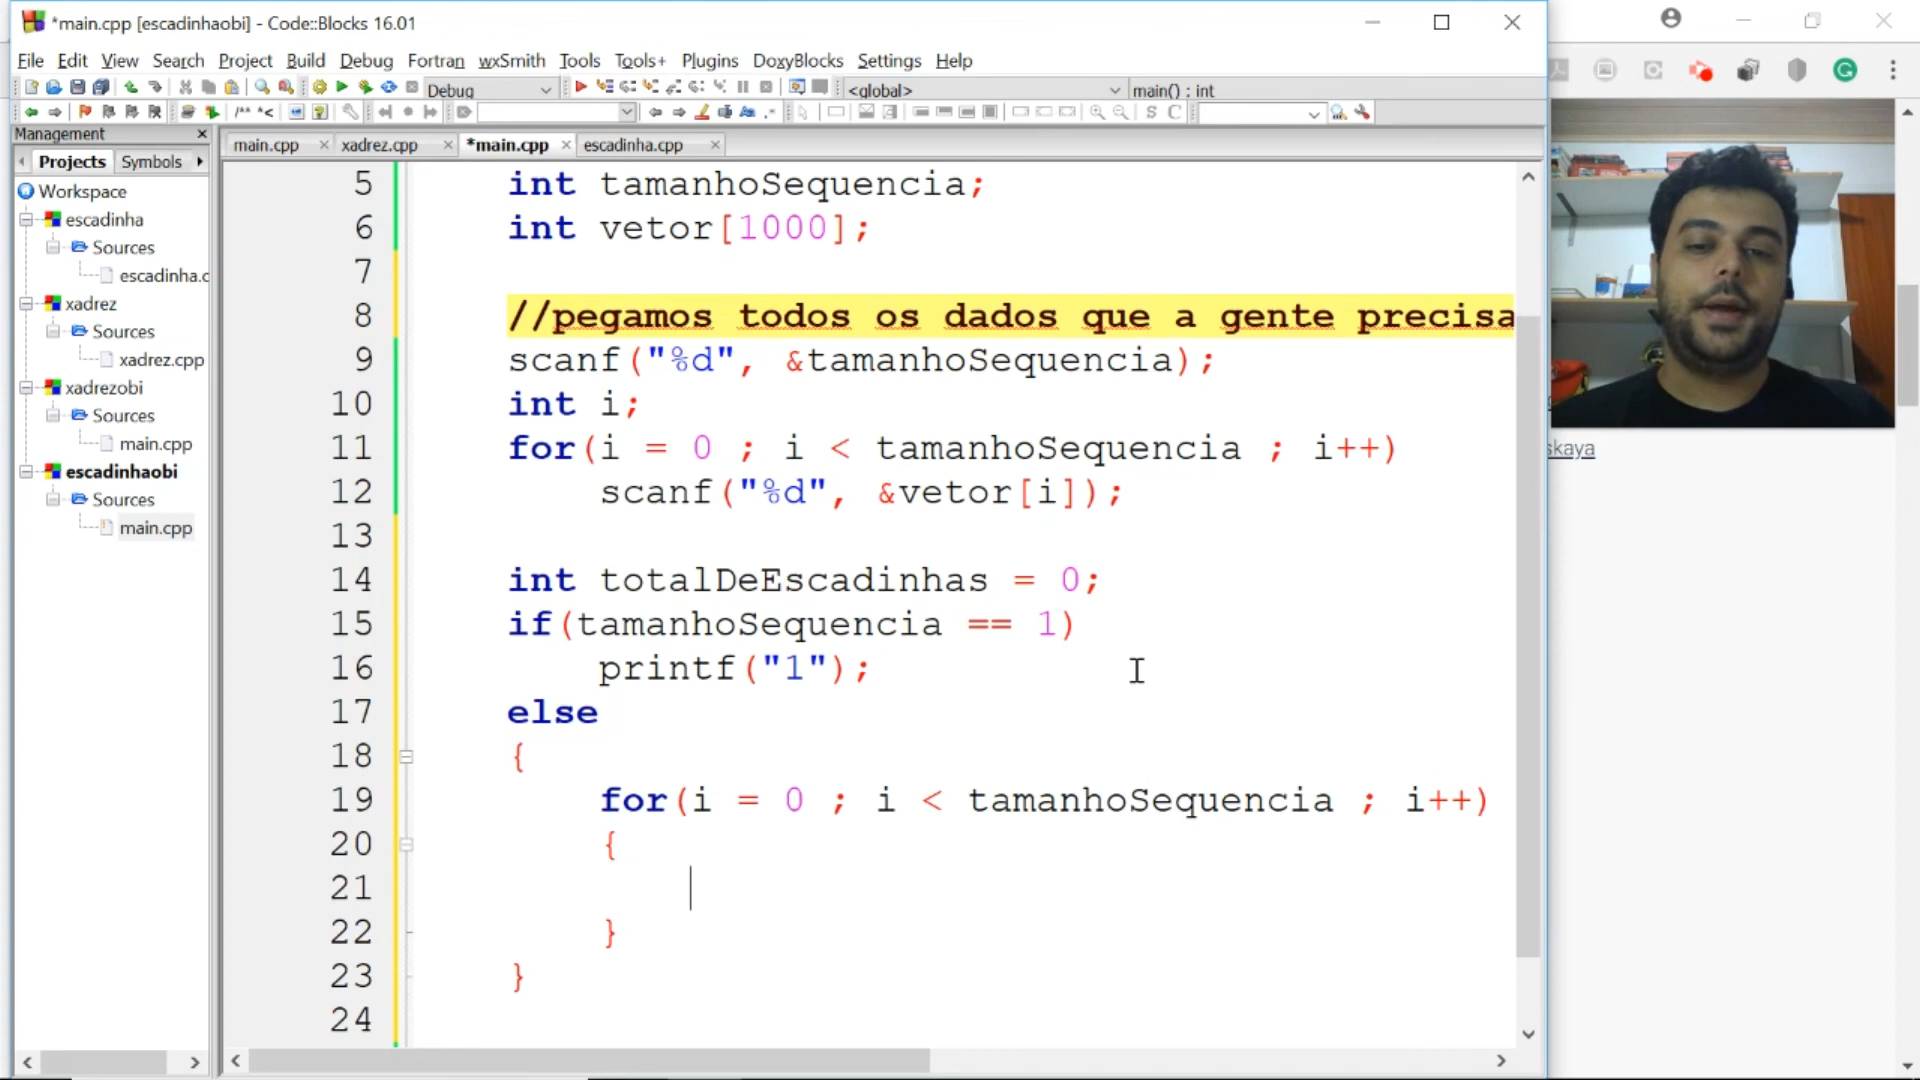 *main.cpp [escadinhaobi] - Code::Blocks 16.01
File Edit View Search Project Build Debug Fortran wxSmith Tools Tools+ Plugins DoxyBlocks Settings Help
Debug <global> main() : int
Management
Projects Symbols
main.cpp xadrez.cpp *main.cpp escadinha.cpp
Workspace
escadinha
Sources
escadinha.c
xadrez
Sources
xadrez.cpp
xadrezobi
Sources
main.cpp
escadinhaobi
Sources
main.cpp
5 int tamanhoSequencia;
6 int vetor[1000];
7
8 //pegamos todos os dados que a gente precisa
9 scanf("%d", &tamanhoSequencia);
10 int i;
11 for(i = 0 ; i < tamanhoSequencia ; i++)
12 scanf("%d", &vetor[i]);
13
14 int totalDeEscadinhas = 0;
15 if(tamanhoSequencia == 1)
16 printf("1");
17 else
18 {
19 for(i = 0 ; i < tamanhoSequencia ; i++)
20 {
21
22 }
23 }
24
skaya